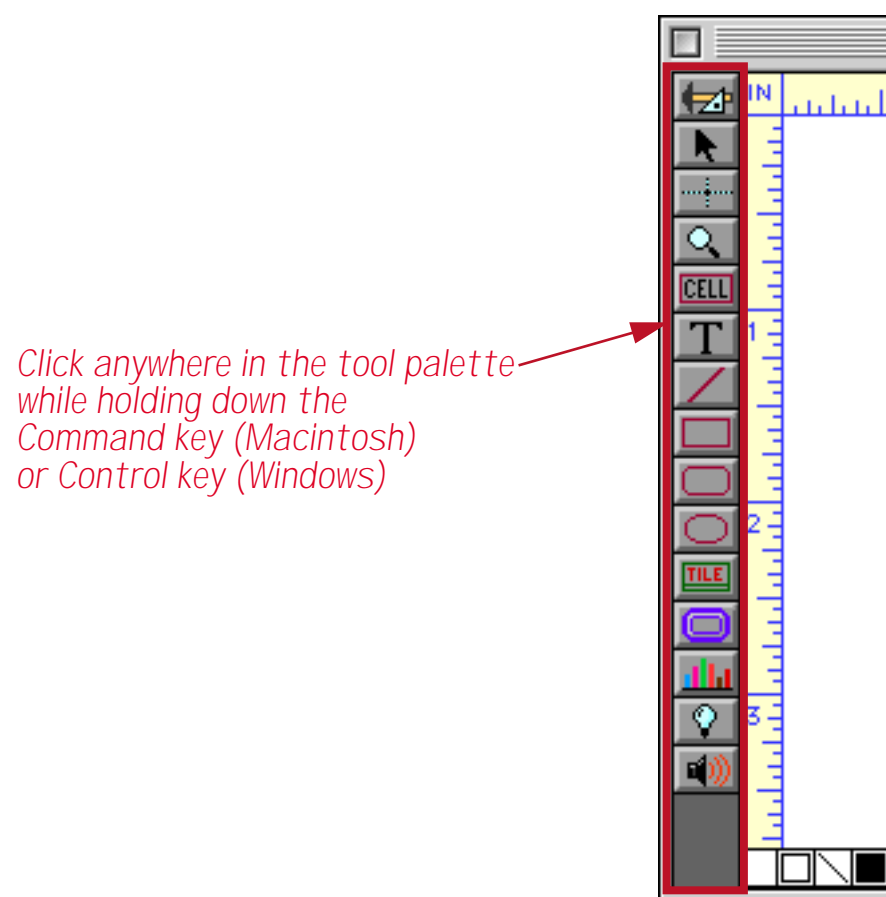 IN
CELL
T
1
Click anywhere in the tool palette
while holding down the
Command key (Macintosh)
or Control key (Windows)
2
TILE
3